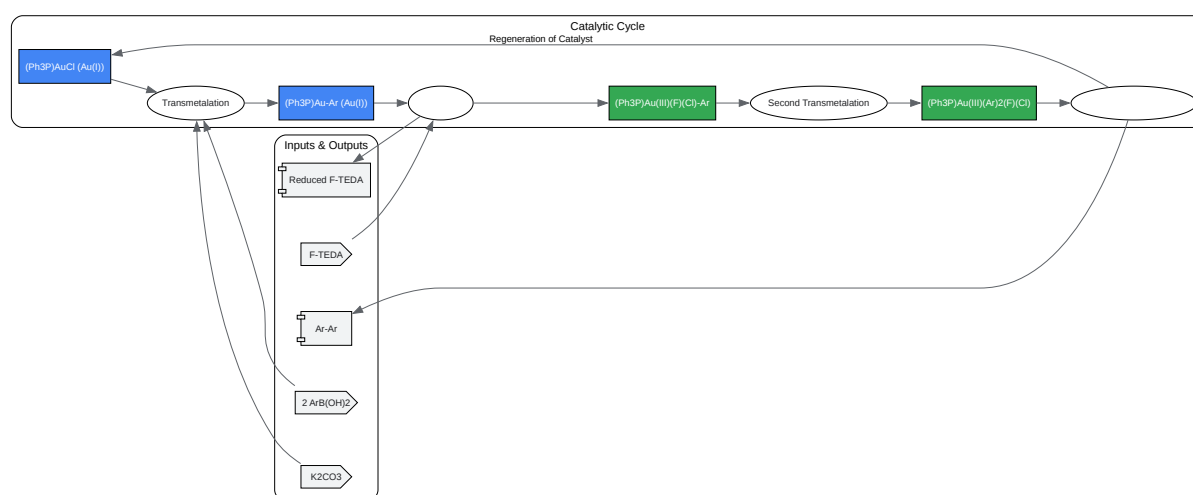 Catalytic Cycle
Regeneration of Catalyst
(Ph3P)AuCl (Au(I))
Transmetalation
(Ph3P)Au-Ar (Au(I))
(Ph3P)Au(III)(F)(Cl)-Ar
Second Transmetalation
(Ph3P)Au(III)(Ar)2(F)(Cl)
Inputs & Outputs
Reduced F-TEDA
F-TEDA
Ar-Ar
2 ArB(OH)2
K2CO3